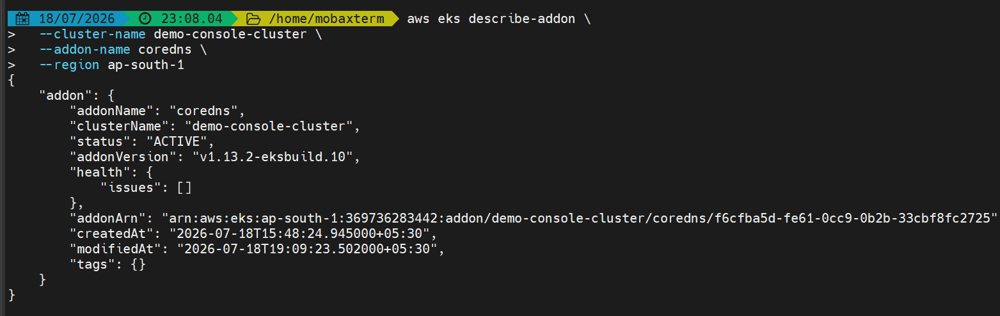 18/07/2026 23:08.04 /home/mobaxterm aws eks describe-addon \
> --cluster-name demo-console-cluster \
> --addon-name coredns \
> --region ap-south-1
{
    "addon": {
        "addonName": "coredns",
        "clusterName": "demo-console-cluster",
        "status": "ACTIVE",
        "addonVersion": "v1.13.2-eksbuild.10",
        "health": {
            "issues": []
        },
        "addonArn": "arn:aws:eks:ap-south-1:369736283442:addon/demo-console-cluster/coredns/f6cfba5d-fe61-0cc9-0b2b-33cbf8fc2725"
        "createdAt": "2026-07-18T15:48:24.945000+05:30",
        "modifiedAt": "2026-07-18T19:09:23.502000+05:30",
        "tags": {}
    }
}